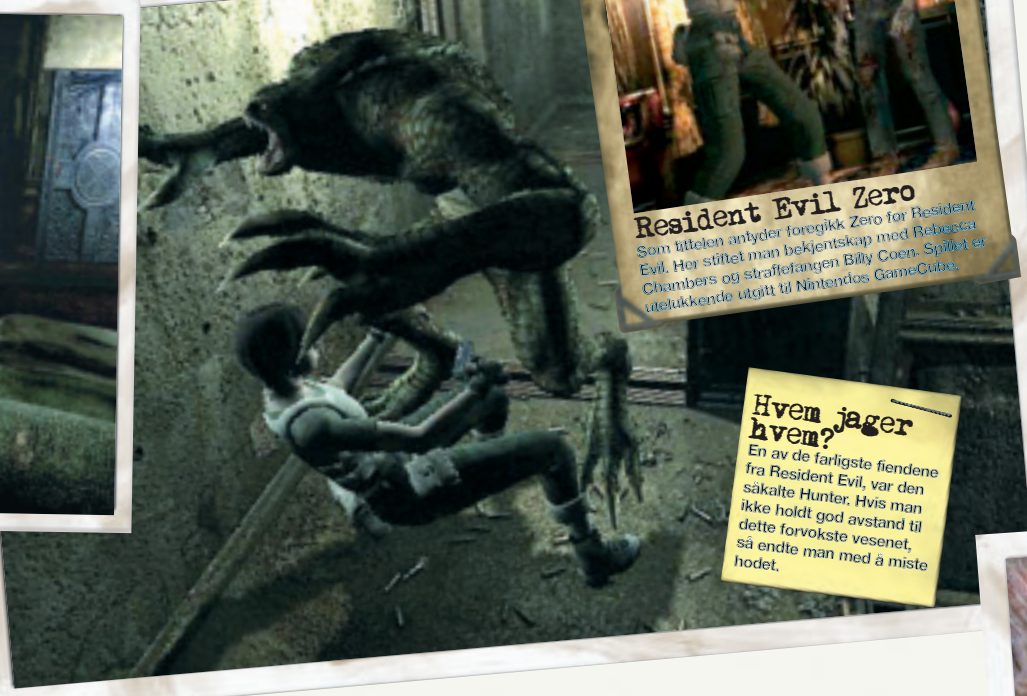 Resident Evil Zero
Som tittelen antyder foregikk Zero for Resident
Evil. Her stiftet man bekjentskap med Rebecca
Chambers og straffefangen Billy Coen. Spillet er
utelukkende utgitt til Nintendos GameCube.
Hvem jager
hvem?
En av de farligste fiendene
fra Resident Evil, var den
såkalte Hunter. Hvis man
ikke holdt god avstand til
dette forvokste vesenet,
så endte man med å miste
hodet.